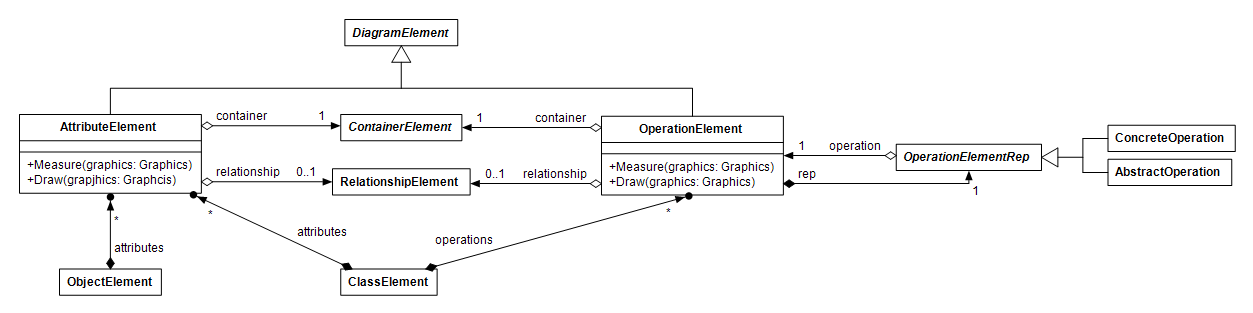 DiagramElement
AttributeElement
+Measure(graphics: Graphics)
+Draw(grapjhics: Graphcis)
container
1
ContainerElement
1
container
OperationElement
+Measure(graphics: Graphics)
+Draw(graphics: Graphics)
relationship
0..1
RelationshipElement
0..1
relationship
1
operation
OperationElementRep
rep
1
ConcreteOperation
AbstractOperation
*
attributes
ObjectElement
*
attributes
ClassElement
operations
*